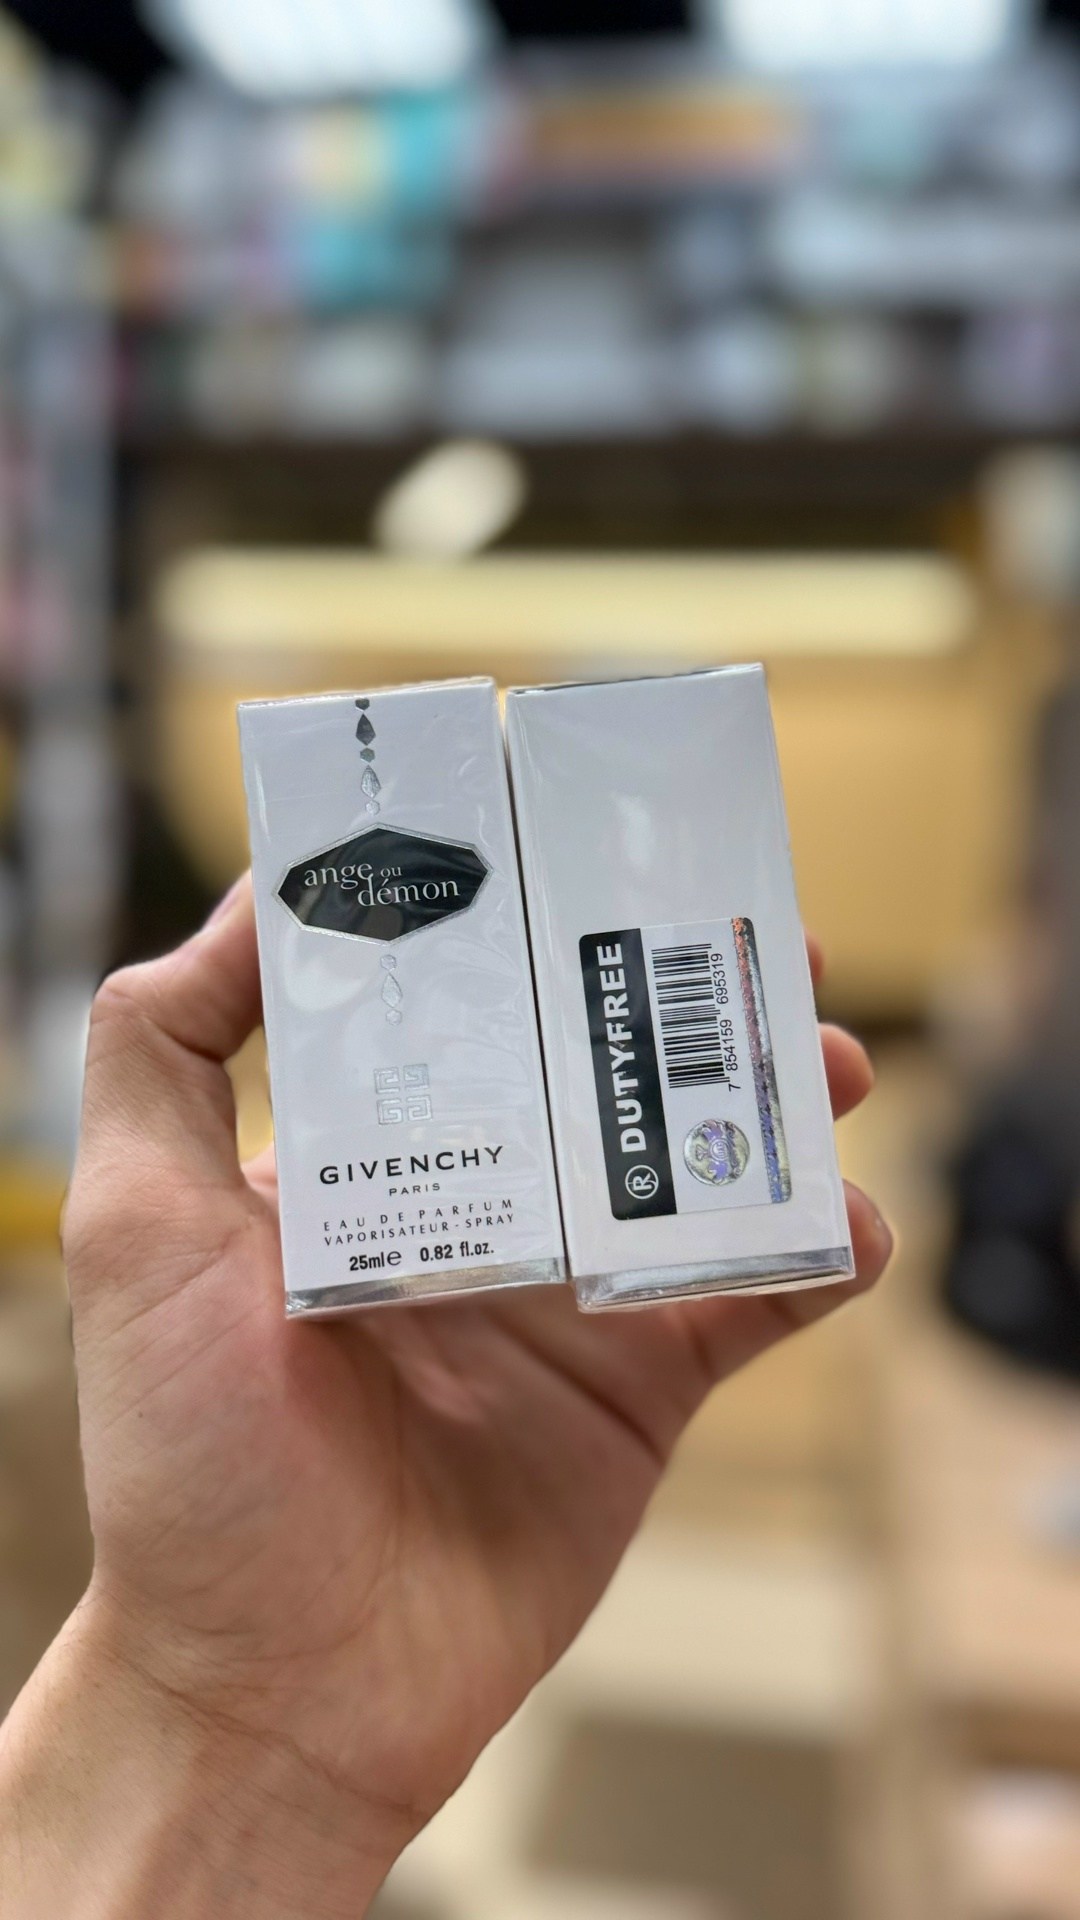 ange ou
démon
GIVENCHY
PARIS
EAU DE PARFUM
VAPORISATEUR - SPRAY
25ml e 0.82 fl.oz.
® DUTYFREE
7 854159 695319